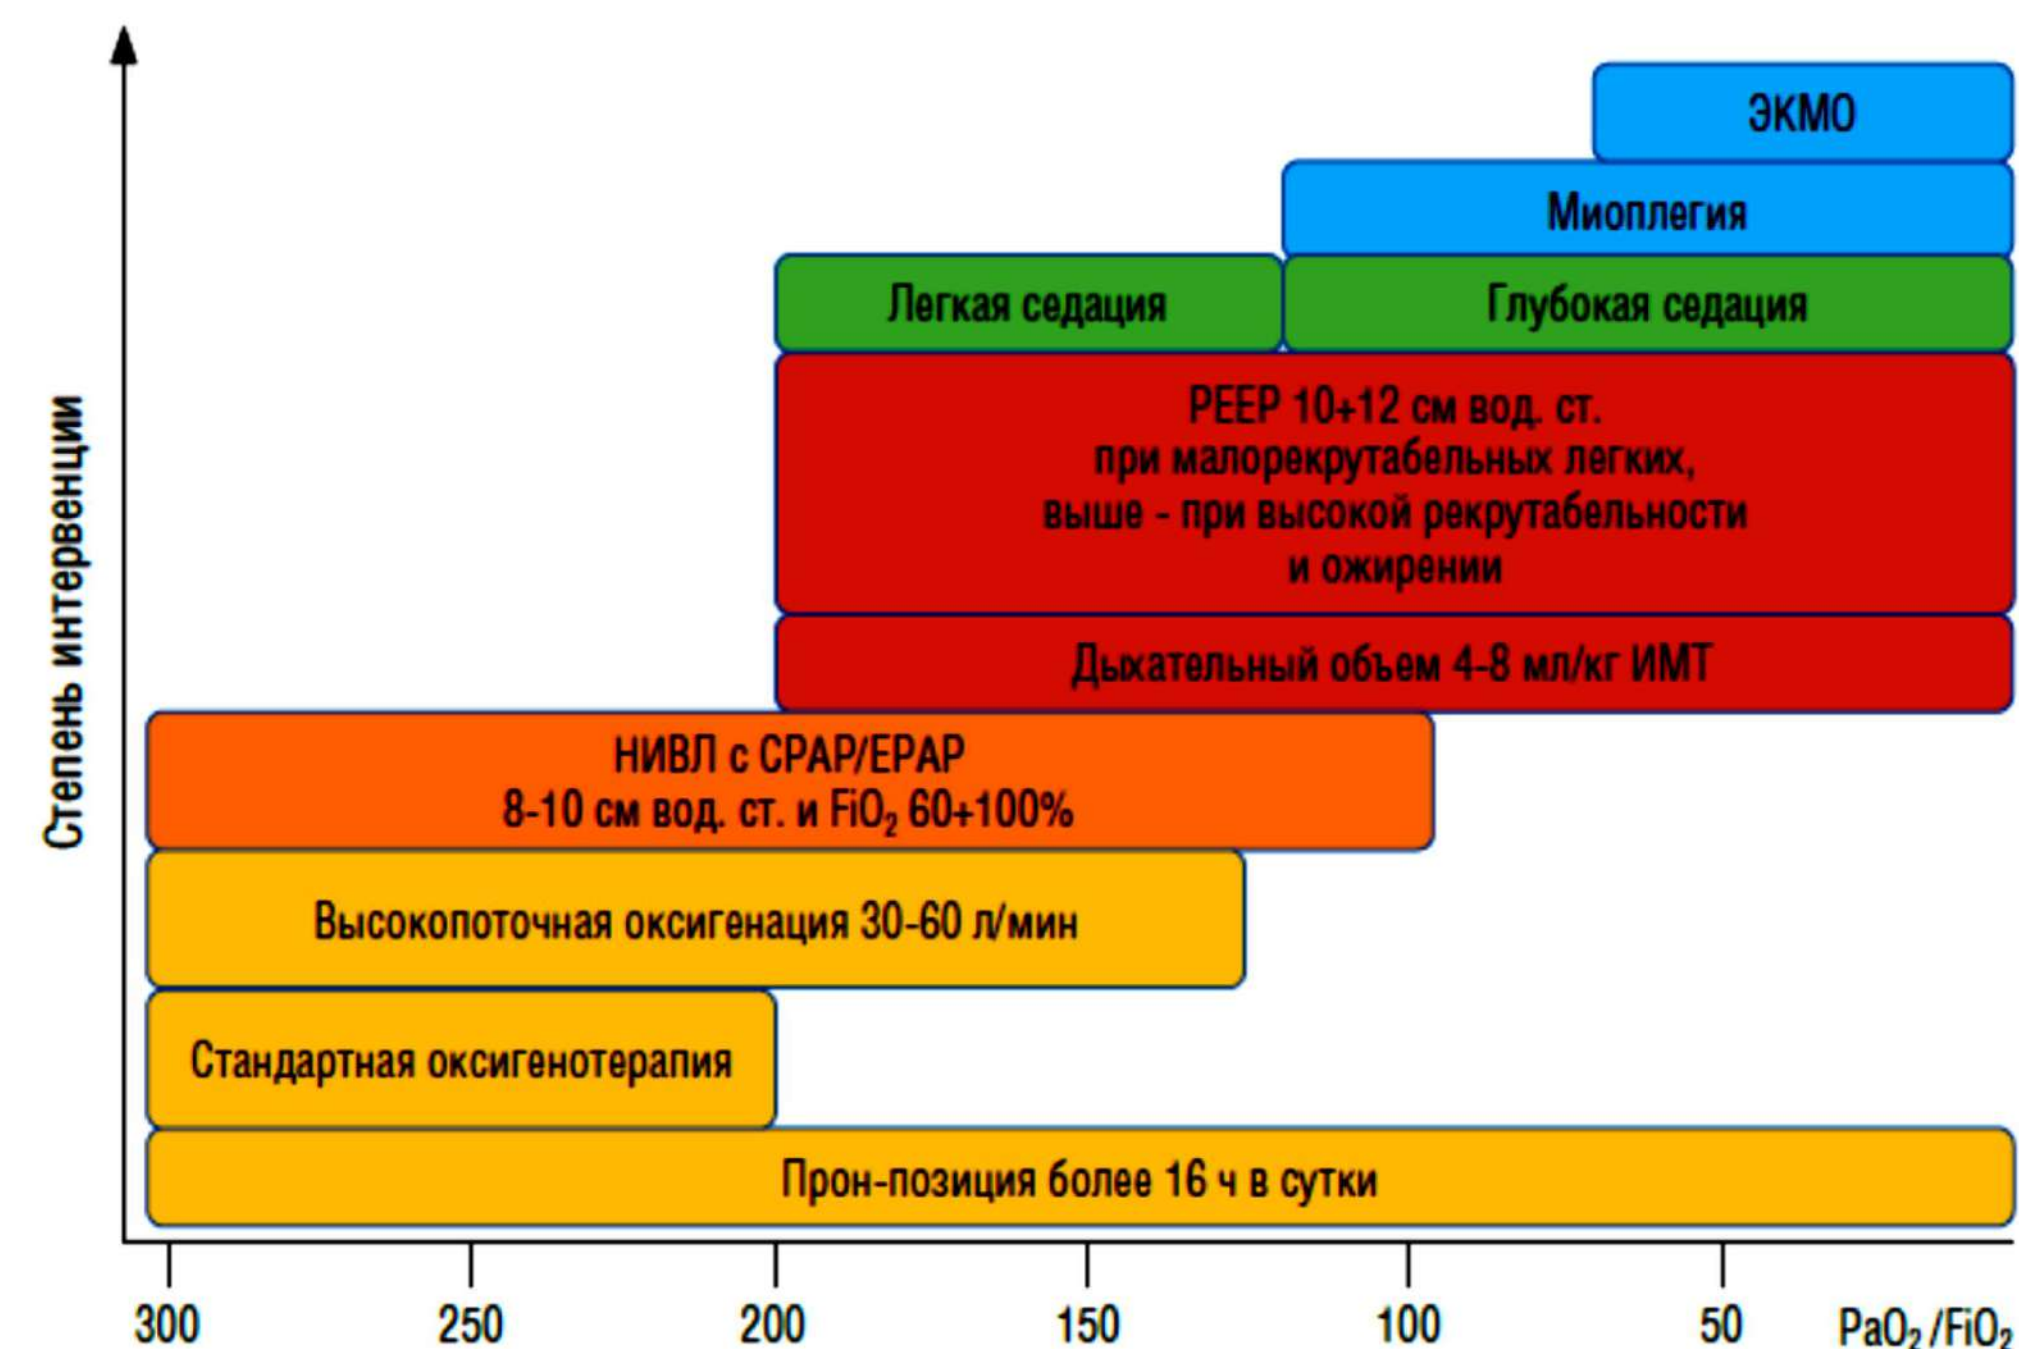 ЭКМО
Миоплегия
Легкая седация
Глубокая седация
PEEP 10+12 см вод. ст.
при малорекрутабельных легких,
выше - при высокой рекрутабельности
и ожирении
Дыхательный объем 4-8 мл/кг ИМТ
НИВЛ с CPAP/EPAP
8-10 см вод. ст. и FiO₂ 60+100%
Высокопоточная оксигенация 30-60 л/мин
Стандартная оксигенотерапия
Прон-позиция более 16 ч в сутки
Степень интервенции
300 250 200 150 100 50 PaO₂/FiO₂